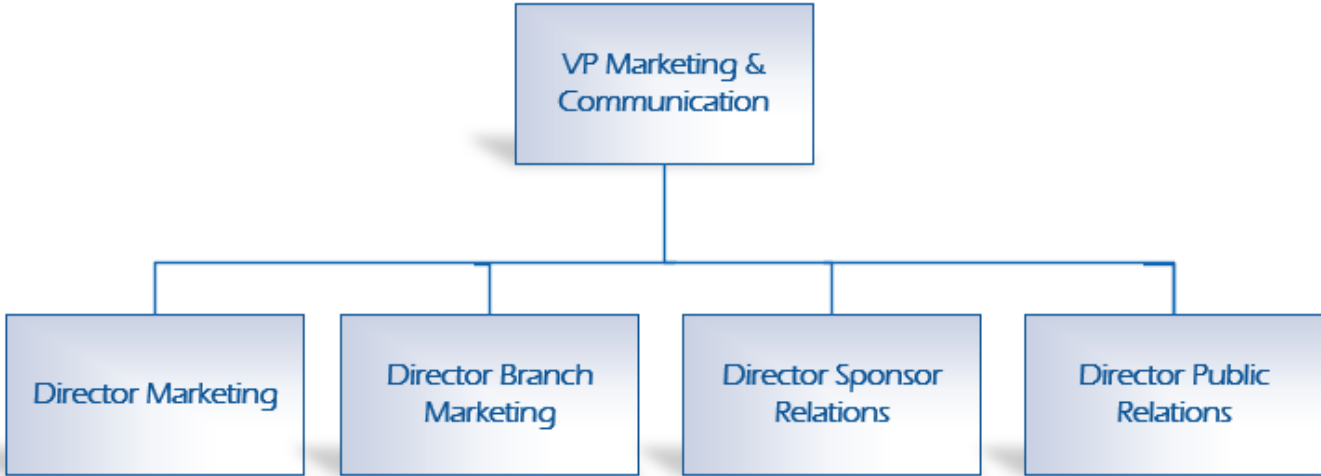 VP Marketing &
Communication
Director Marketing
Director Branch
Marketing
Director Sponsor
Relations
Director Public
Relations